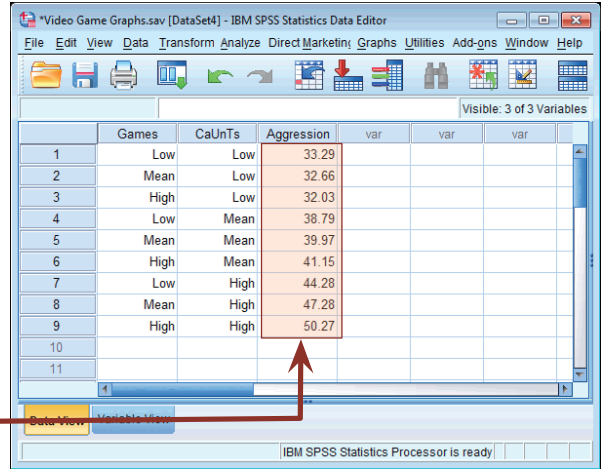 *Video Game Graphs.sav [DataSet4] - IBM SPSS Statistics Data Editor
File Edit View Data Transform Analyze Direct Marketing Graphs Utilities Add-ons Window Help
Visible: 3 of 3 Variables
Games CaUnTs Aggression var var var
1 Low Low 33.29
2 Mean Low 32.66
3 High Low 32.03
4 Low Mean 38.79
5 Mean Mean 39.97
6 High Mean 41.15
7 Low High 44.28
8 Mean High 47.28
9 High High 50.27
10
11
Data View Variable View
IBM SPSS Statistics Processor is ready